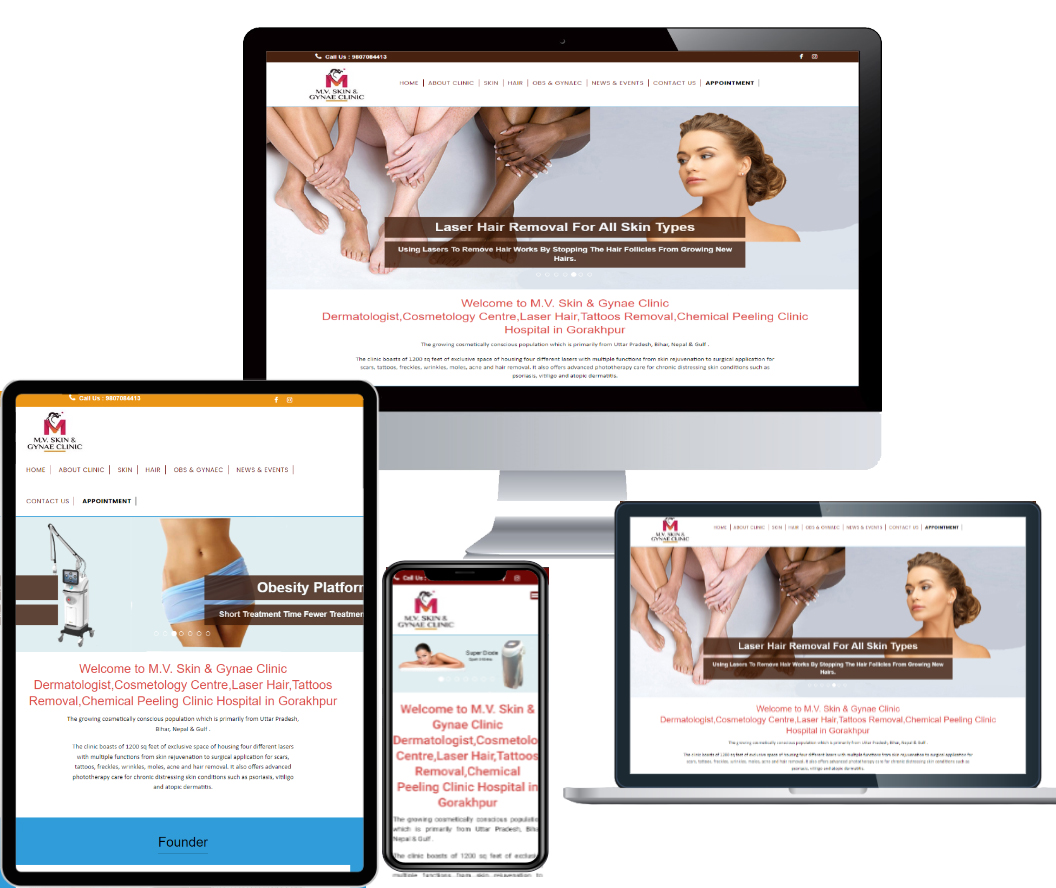 Call Us : 9807084413
M.V. SKIN &
GYNAE CLINIC
HOME ABOUT CLINIC SKIN HAIR OBS & GYNAEC NEWS & EVENTS CONTACT US APPOINTMENT
Laser Hair Removal For All Skin Types
Using Lasers To Remove Hair Works By Stopping The Hair Follicles From Growing New
Hairs.
Welcome to M.V. Skin & Gynae Clinic
Dermatologist,Cosmetology Centre,Laser Hair,Tattoos Removal,Chemical Peeling Clinic
Hospital in Gorakhpur
The growing cosmetically conscious population which is primarily from Uttar Pradesh, Bihar, Nepal & Gulf .
The clinic boasts of 1200 sq feet of exclusive space of housing four different lasers with multiple functions from skin rejuvenation to surgical application for
scars, tattoos, freckles, wrinkles, moles, acne and hair removal. It also offers advanced phototherapy care for chronic distressing skin conditions such as
psoriasis, vitiligo and atopic dermatitis.
Call Us : 9807084413
M.V. SKIN &
GYNAE CLINIC
HOME ABOUT CLINIC SKIN HAIR OBS & GYNAEC NEWS & EVENTS
CONTACT US APPOINTMENT
Obesity Platfor
Short Treatment Time Fewer Treatmen
Welcome to M.V. Skin & Gynae Clinic
Dermatologist,Cosmetology Centre,Laser Hair,Tattoos
Removal,Chemical Peeling Clinic Hospital in Gorakhpur
The growing cosmetically conscious population which is primarily from Uttar Pradesh,
Bihar, Nepal & Gulf .
The clinic boasts of 1200 sq feet of exclusive space of housing four different lasers
with multiple functions from skin rejuvenation to surgical application for scars,
tattoos, freckles, wrinkles, moles, acne and hair removal. It also offers advanced
phototherapy care for chronic distressing skin conditions such as psoriasis, vitiligo
and atopic dermatitis.
Founder
Call Us :
M.V. SKIN &
GYNAE CLINIC
Welcome to M.V. Skin &
Gynae Clinic
Dermatologist,Cosmetolo
Centre,Laser Hair,Tattoos
Removal,Chemical
Peeling Clinic Hospital in
Gorakhpur
The growing cosmetically conscious populatio
which is primarily from Uttar Pradesh, Biha
Nepal & Gulf .
The clinic boasts of 1200 sq feet of exclusi
multiple functions from skin rejuvenation to
M.V. SKIN &
GYNAE CLINIC
HOME ABOUT CLINIC SKIN HAIR OBS & GYNAEC NEWS & EVENTS CONTACT US APPOINTMENT
Laser Hair Removal For All Skin Types
Using Lasers To Remove Hair Works By Stopping The Hair Follicles From Growing New
Hairs.
Welcome to M.V. Skin & Gynae Clinic
Dermatologist,Cosmetology Centre,Laser Hair,Tattoos Removal,Chemical Peeling Clinic
Hospital in Gorakhpur
The growing cosmetically conscious population which is primarily from Uttar Pradesh, Bihar, Nepal & Gulf .
The clinic boasts of 1200 sq feet of exclusive space of housing four different lasers with multiple functions from skin rejuvenation to surgical application for
scars, tattoos, freckles, wrinkles, moles, acne and hair removal. It also offers advanced phototherapy care for chronic distressing skin conditions such as
psoriasis, vitiligo and atopic dermatitis.